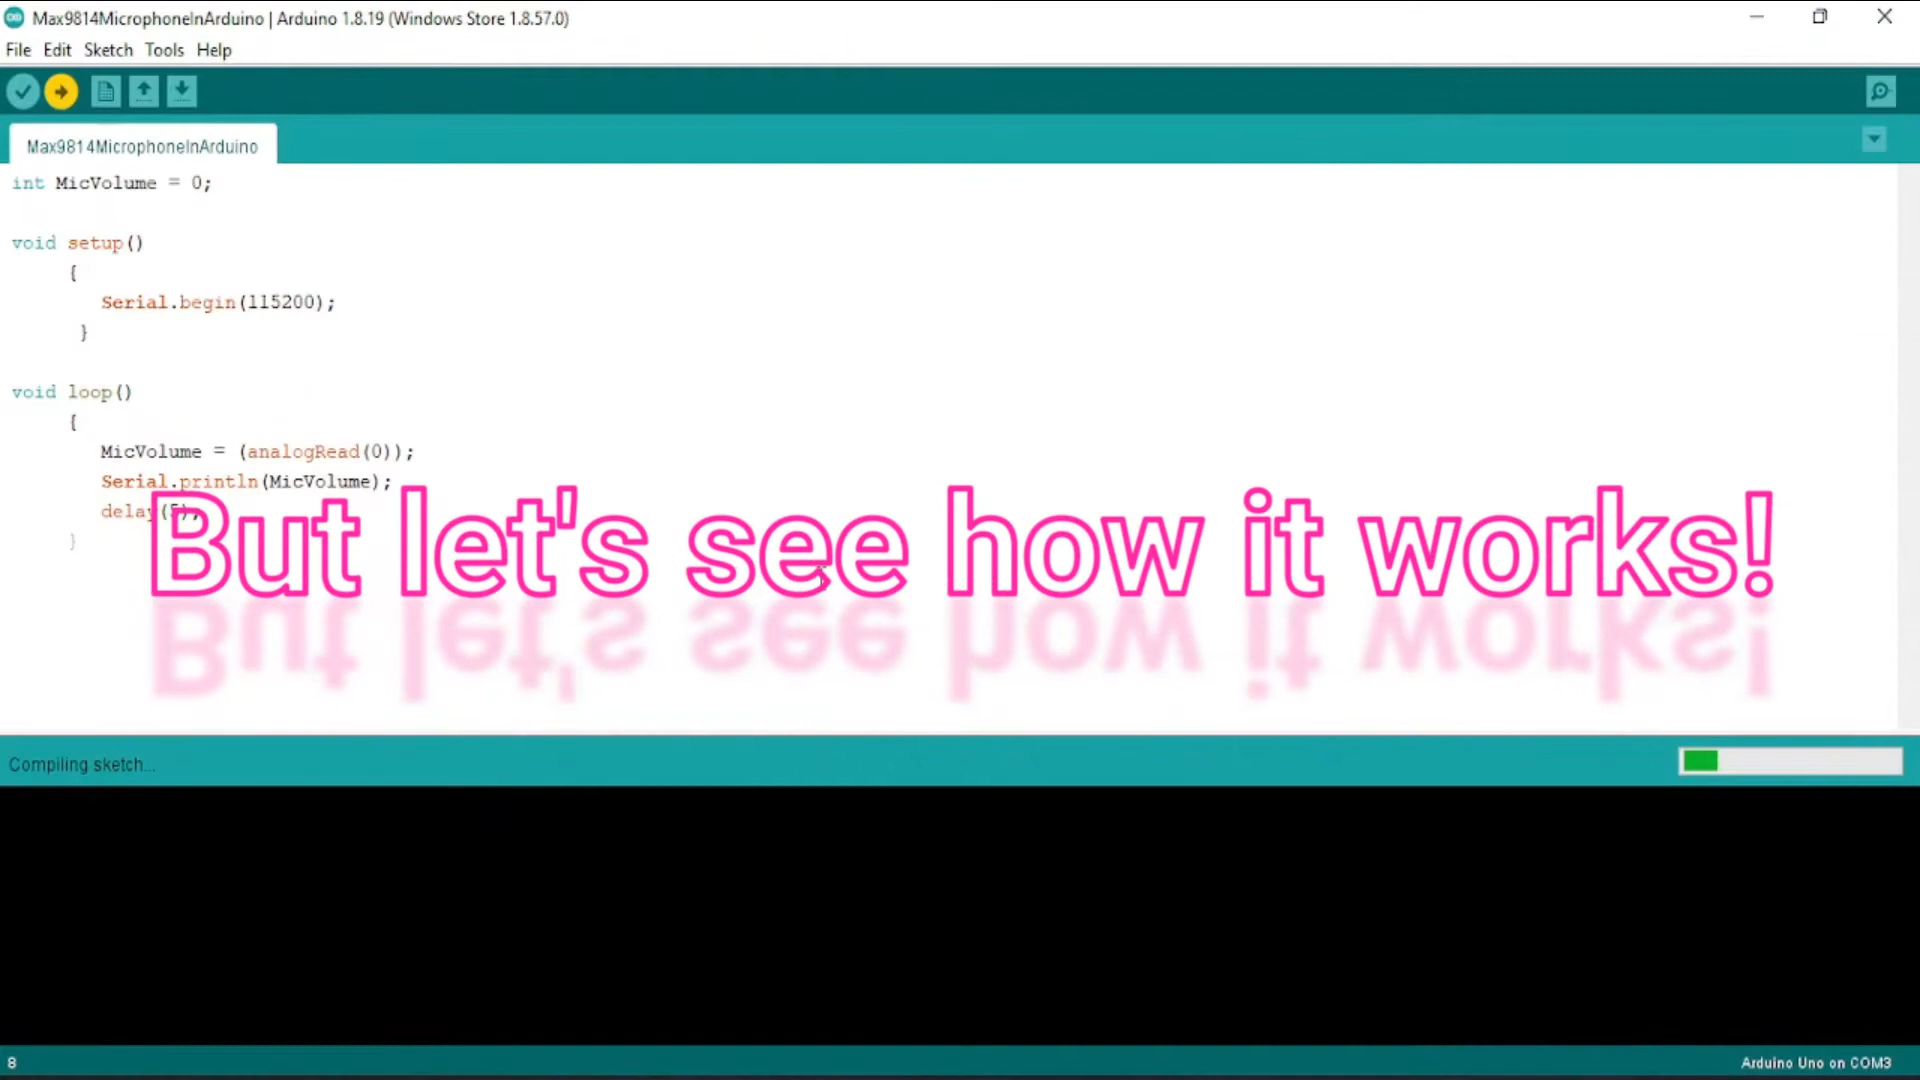 Max9814MicrophoneInArduino | Arduino 1.8.19 (Windows Store 1.8.57.0)
File Edit Sketch Tools Help
Max9814MicrophoneInArduino
int MicVolume = 0;
void setup()
{
Serial.begin(115200);
}
void loop()
{
MicVolume = (analogRead(0));
Serial.println(MicVolume);
delay(5);
}
But let's see how it works!
Compiling sketch...
8
Arduino Uno on COM3